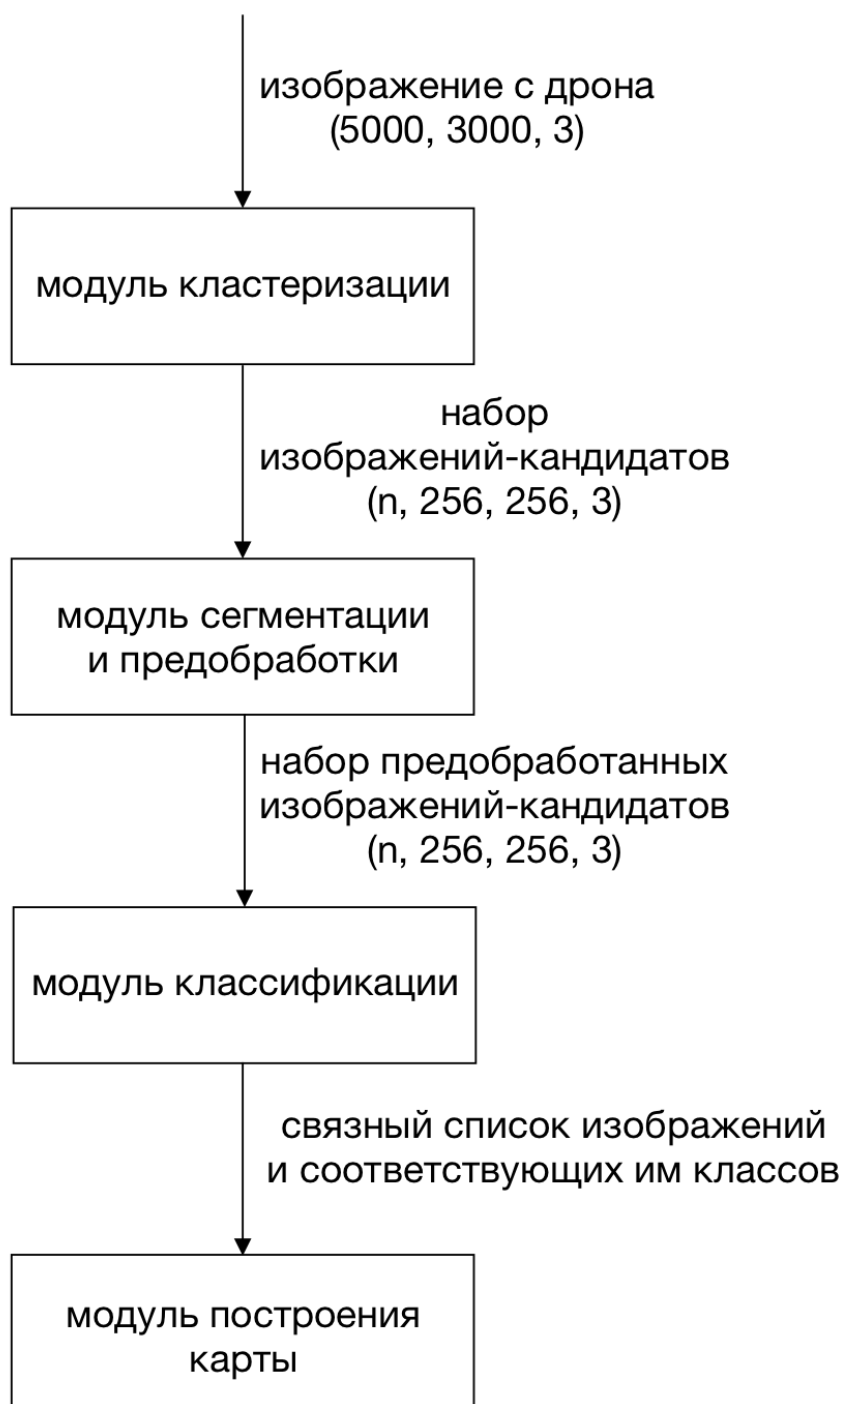 изображение с дрона
(5000, 3000, 3)
модуль кластеризации
набор
изображений-кандидатов
(n, 256, 256, 3)
модуль сегментации
и предобработки
набор предобработанных
изображений-кандидатов
(n, 256, 256, 3)
модуль классификации
связный список изображений
и соответствующих им классов
модуль построения
карты